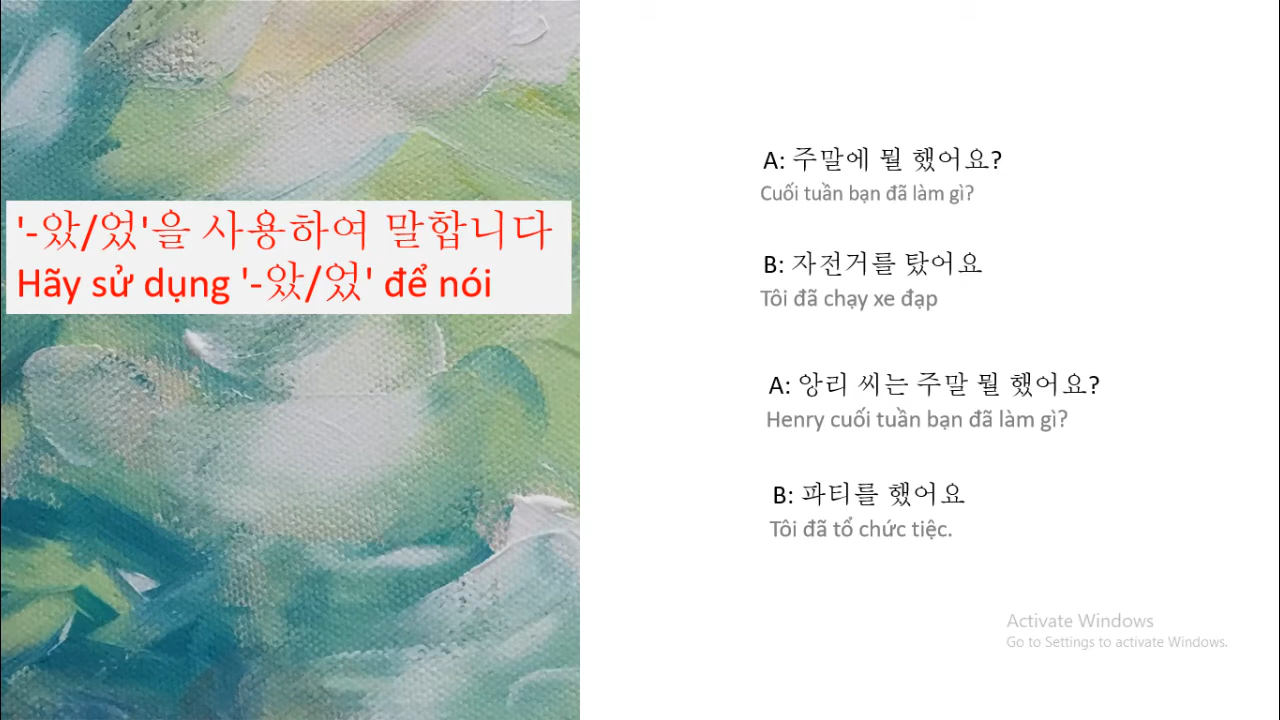 '-았/었'을 사용하여 말합니다
Hãy sử dụng '-았/었' để nói
A: 주말에 뭘 했어요?
Cuối tuần bạn đã làm gì?
B: 자전거를 탔어요
Tôi đã chạy xe đạp
A: 앙리 씨는 주말 뭘 했어요?
Henry cuối tuần bạn đã làm gì?
B: 파티를 했어요
Tôi đã tổ chức tiệc.
Activate Windows
Go to Settings to activate Windows.